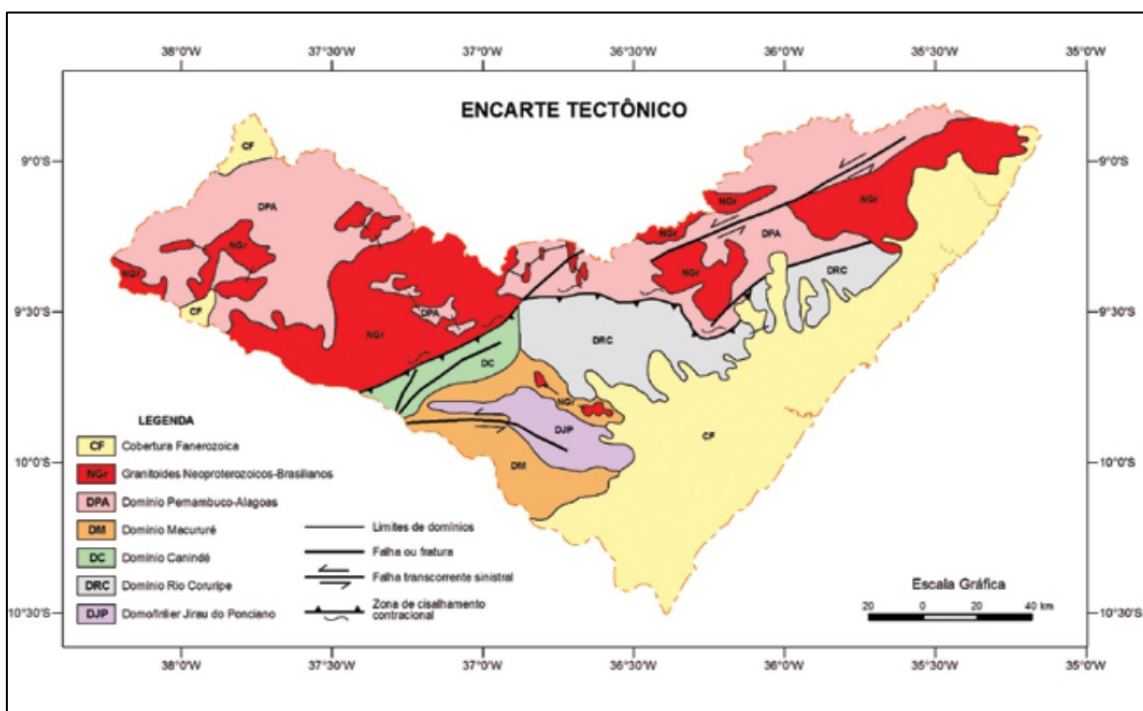 38°0'W 37°30'W 37°0'W 36°30'W 36°0'W 35°30'W 35°0'W
ENCARTE TECTÔNICO
9°0'S 9°0'S
9°30'S 9°30'S
10°0'S 10°0'S
10°30'S 10°30'S
CF
DPA
NGr
NGr
CF
NGr
DPA
NGr
NGr
DPA
NGr
NGr
DRC
DRC
DC
NGr
DJP
DM
CF
LEGENDA
CF Cobertura Fanerozoica
NGr Granitoides Neoproterozoicos-Brasilianos
DPA Domínio Pernambuco-Alagoas
DM Domínio Macururé
DC Domínio Canindé
DRC Domínio Rio Coruripe
DJP Domo/Inlier Jirau do Ponciano
Limites de domínios
Falha ou fratura
Falha transcorrente sinistral
Zona de cisalhamento
contracional
Escala Gráfica
20 0 20 40 km
38°0'W 37°30'W 37°0'W 36°30'W 36°0'W 35°30'W 35°0'W